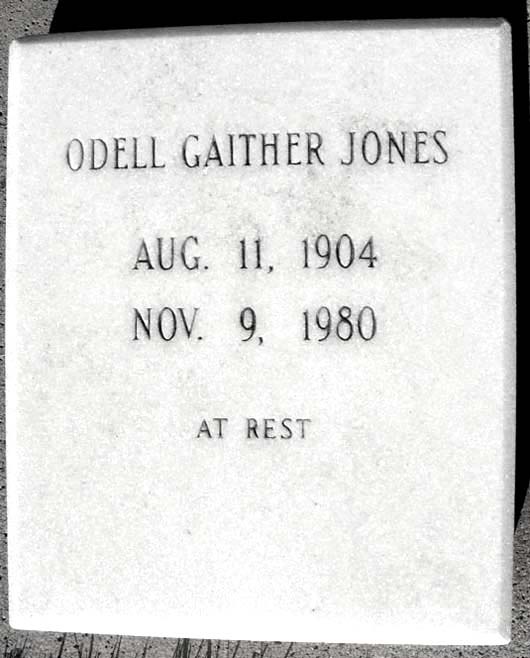 ODELL GAITHER JONES
AUG. 11, 1904
NOV. 9, 1980
AT REST